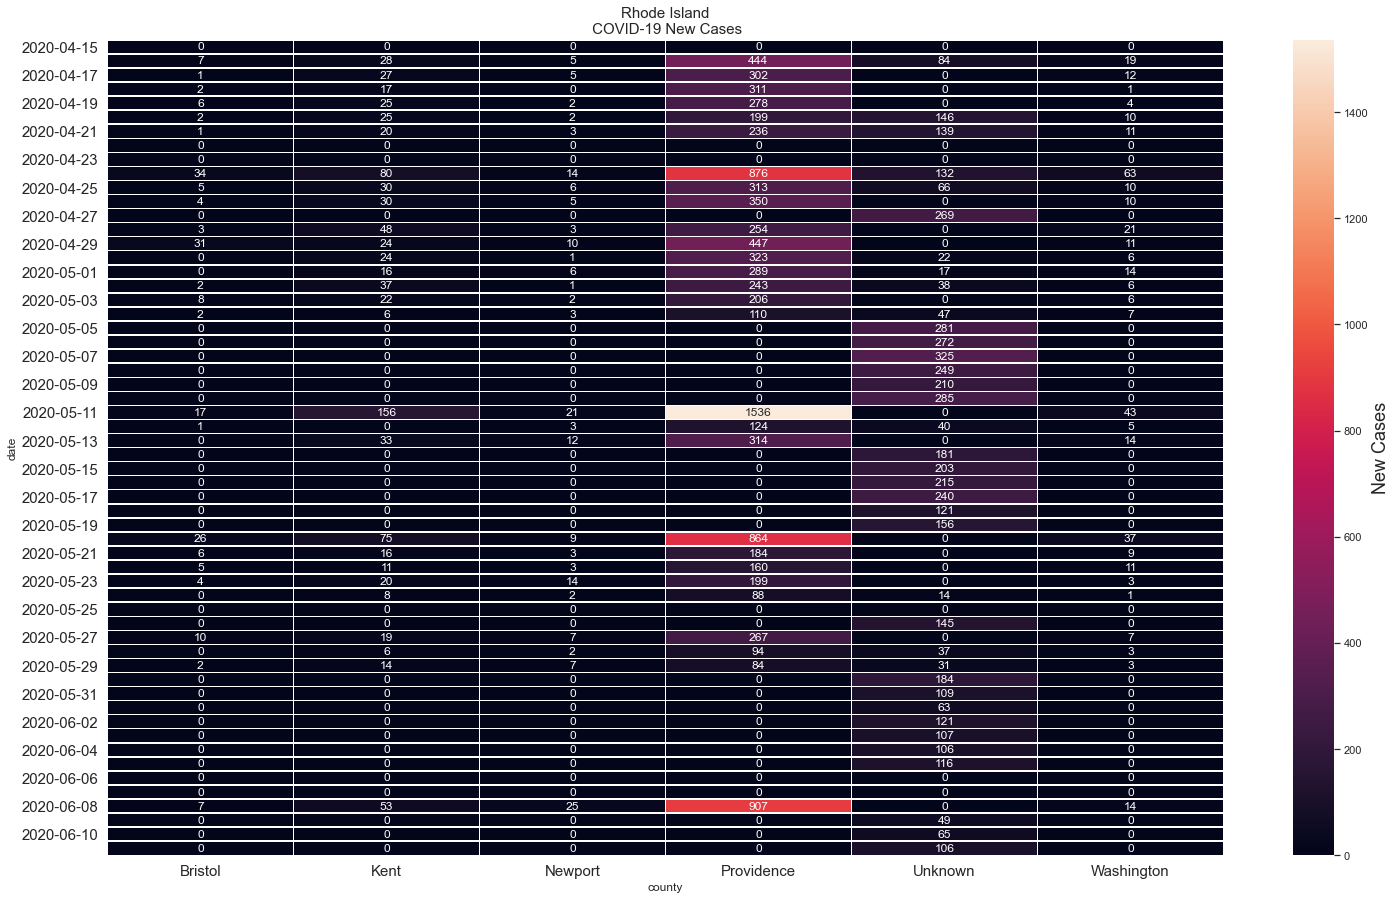 Rhode Island
COVID-19 New Cases
2020-04-15 0 0 0 0 0 0
7 28 5 444 84 19
2020-04-17 1 27 5 302 0 12
2 17 0 311 0 1
2020-04-19 6 25 2 278 0 4
2 25 2 199 146 10
2020-04-21 1 20 3 236 139 11
0 0 0 0 0 0
2020-04-23 0 0 0 0 0 0
34 80 14 876 132 63
2020-04-25 5 30 6 313 66 10
4 30 5 350 0 10
2020-04-27 0 0 0 0 269 0
3 48 3 254 0 21
2020-04-29 31 24 10 447 0 11
0 24 1 323 22 6
2020-05-01 0 16 6 289 17 14
2 37 1 243 38 6
2020-05-03 8 22 2 206 0 6
2 6 3 110 47 7
2020-05-05 0 0 0 0 281 0
0 0 0 0 272 0
2020-05-07 0 0 0 0 325 0
0 0 0 0 249 0
2020-05-09 0 0 0 0 210 0
0 0 0 0 285 0
2020-05-11 17 156 21 1536 0 43
1 0 3 124 40 5
2020-05-13 0 33 12 314 0 14
0 0 0 0 181 0
2020-05-15 0 0 0 0 203 0
0 0 0 0 215 0
2020-05-17 0 0 0 0 240 0
0 0 0 0 121 0
2020-05-19 0 0 0 0 156 0
26 75 9 864 0 37
2020-05-21 6 16 3 184 0 9
5 11 3 160 0 11
2020-05-23 4 20 14 199 0 3
0 8 2 88 14 1
2020-05-25 0 0 0 0 0 0
0 0 0 0 145 0
2020-05-27 10 19 7 267 0 7
0 6 2 94 37 3
2020-05-29 2 14 7 84 31 3
0 0 0 0 184 0
2020-05-31 0 0 0 0 109 0
0 0 0 0 63 0
2020-06-02 0 0 0 0 121 0
0 0 0 0 107 0
2020-06-04 0 0 0 0 106 0
0 0 0 0 116 0
2020-06-06 0 0 0 0 0 0
0 0 0 0 0 0
2020-06-08 7 53 25 907 0 14
0 0 0 0 49 0
2020-06-10 0 0 0 0 65 0
0 0 0 0 106 0
date
Bristol Kent Newport Providence Unknown Washington
county
1400
1200
1000
800
600
400
200
0
New Cases